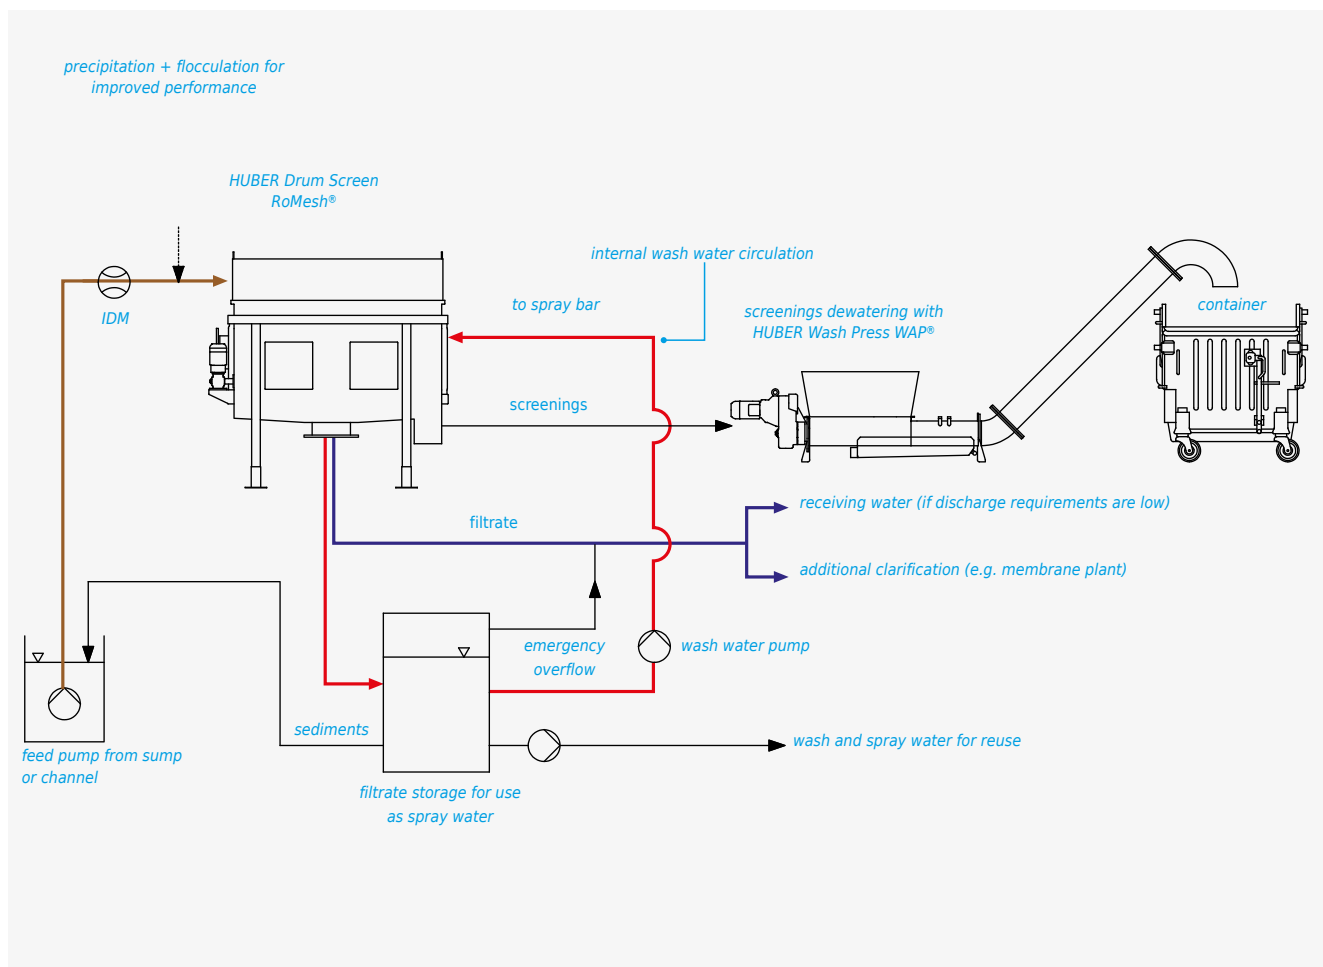 precipitation + flocculation for
improved performance
HUBER Drum Screen
RoMesh®
internal wash water circulation
to spray bar
container
screenings dewatering with
HUBER Wash Press WAP®
IDM
screenings
receiving water (if discharge requirements are low)
filtrate
additional clarification (e.g. membrane plant)
emergency
overflow
wash water pump
sediments
wash and spray water for reuse
feed pump from sump
or channel
filtrate storage for use
as spray water